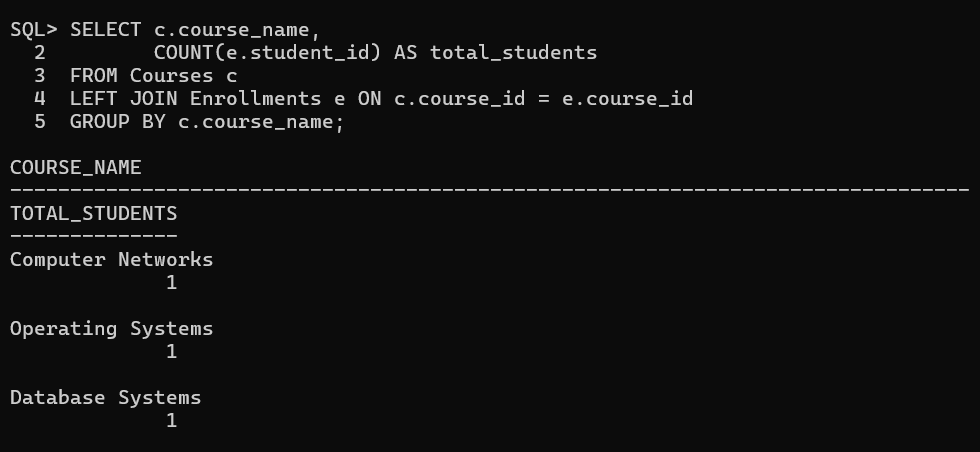 SQL> SELECT c.course_name,
  2         COUNT(e.student_id) AS total_students
  3  FROM Courses c
  4  LEFT JOIN Enrollments e ON c.course_id = e.course_id
  5  GROUP BY c.course_name;

COURSE_NAME
--------------------------------------------------------------------------------
TOTAL_STUDENTS
--------------
Computer Networks
             1

Operating Systems
             1

Database Systems
             1